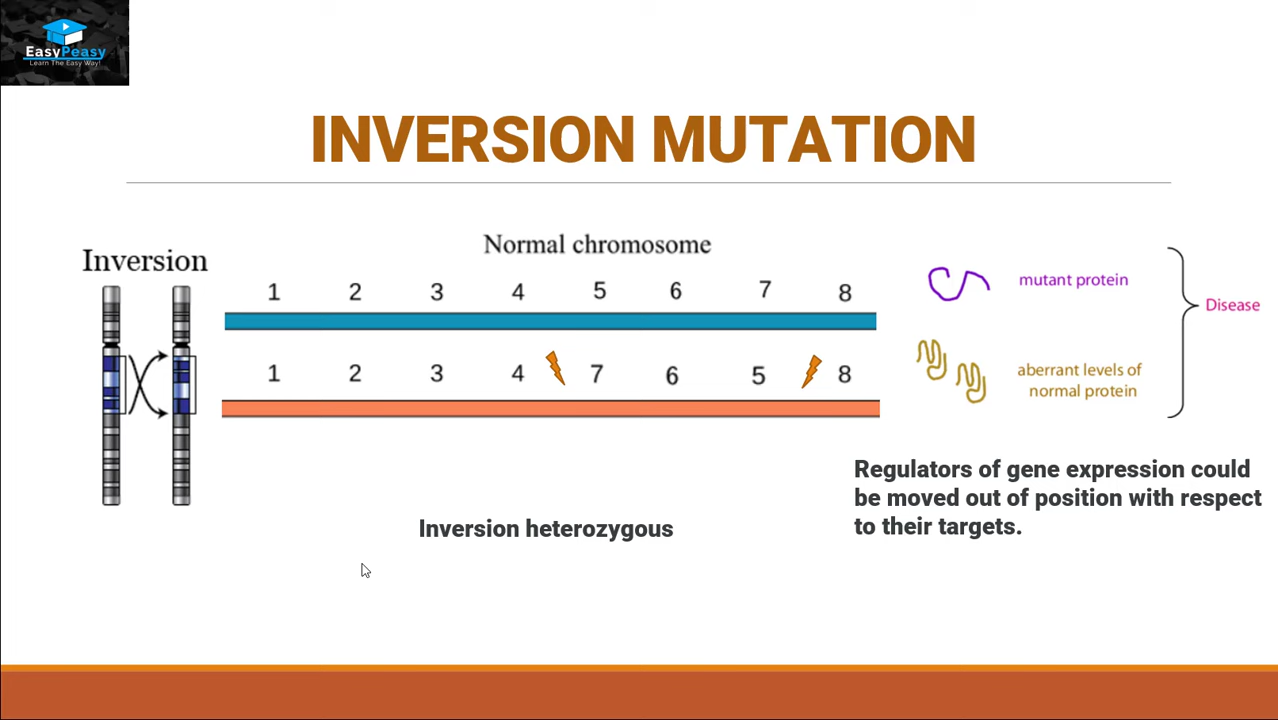 EasyPeasy
Learn The Easy Way!
INVERSION MUTATION
Inversion
Normal chromosome
1 2 3 4 5 6 7 8
1 2 3 4 7 6 5 8
mutant protein
aberrant levels of
normal protein
Disease
Regulators of gene expression could
be moved out of position with respect
to their targets.
Inversion heterozygous